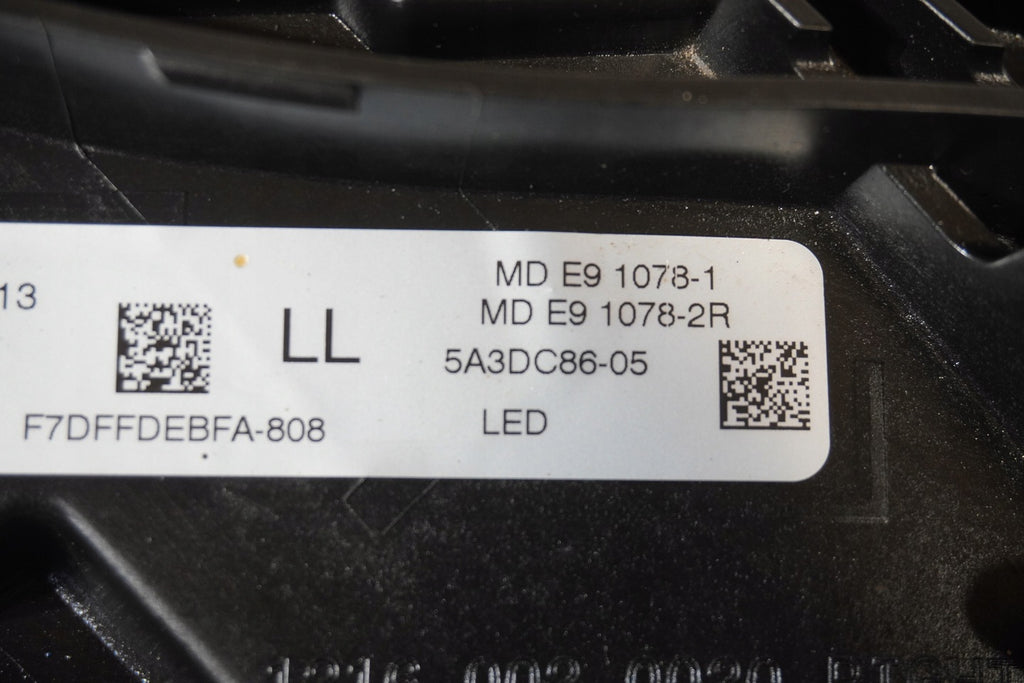 MD E9 1078-1
MD E9 1078-2R
13
LL
5A3DC86-05
F7DFFDEBFA-808
LED